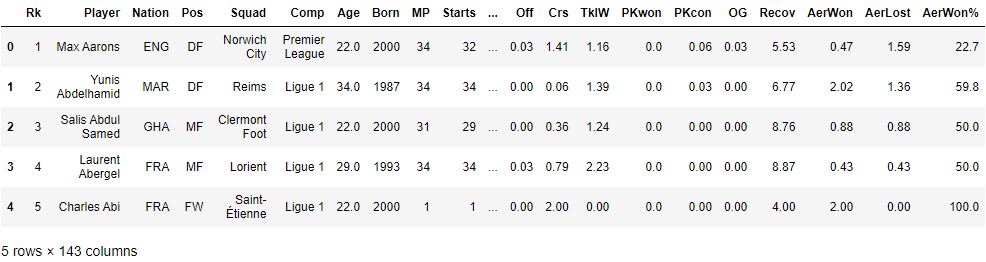 Rk Player Nation Pos Squad Comp Age Born MP Starts ... Off Crs TklW PKwon PKcon OG Recov AerWon AerLost AerWon%
0 1 Max Aarons ENG DF Norwich City Premier League 22.0 2000 34 32 ... 0.03 1.41 1.16 0.0 0.06 0.03 5.53 0.47 1.59 22.7
1 2 Yunis Abdelhamid MAR DF Reims Ligue 1 34.0 1987 34 34 ... 0.00 0.06 1.39 0.0 0.03 0.00 6.77 2.02 1.36 59.8
2 3 Salis Abdul Samed GHA MF Clermont Foot Ligue 1 22.0 2000 31 29 ... 0.00 0.36 1.24 0.0 0.00 0.00 8.76 0.88 0.88 50.0
3 4 Laurent Abergel FRA MF Lorient Ligue 1 29.0 1993 34 34 ... 0.03 0.79 2.23 0.0 0.00 0.00 8.87 0.43 0.43 50.0
4 5 Charles Abi FRA FW Saint-Étienne Ligue 1 22.0 2000 1 1 ... 0.00 2.00 0.00 0.0 0.00 0.00 4.00 2.00 0.00 100.0
5 rows × 143 columns